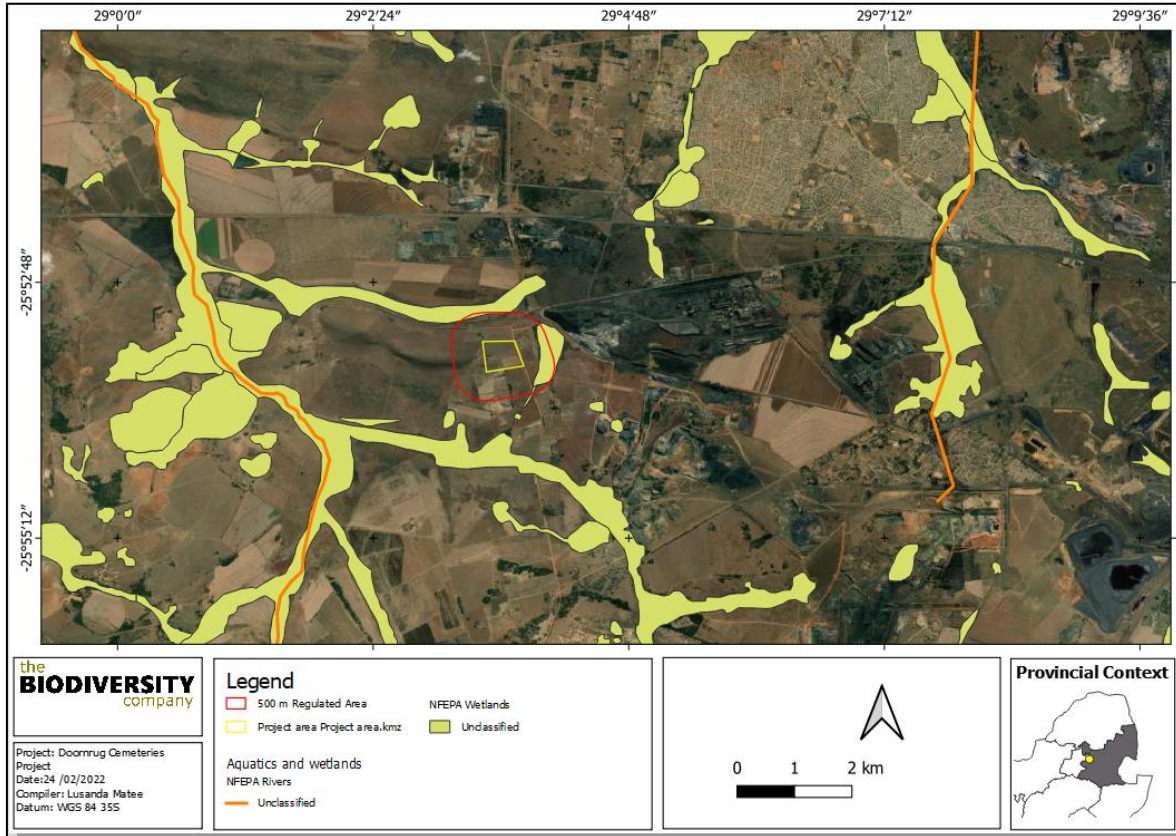 29°0′0″ 29°2′24″ 29°4′48″ 29°7′12″ 29°9′36″
-25°52′48″
-25°55′12″
the
BIODIVERSITY
company
Project: Doornrug Cemeteries
Project
Date:24 /02/2022
Compiler: Lusanda Matee
Datum: WGS 84 35S
Legend
500 m Regulated Area
Project area Project area.kmz
Aquatics and wetlands
NFEPA Rivers
Unclassified
NFEPA Wetlands
Unclassified
0 1 2 km
Provincial Context